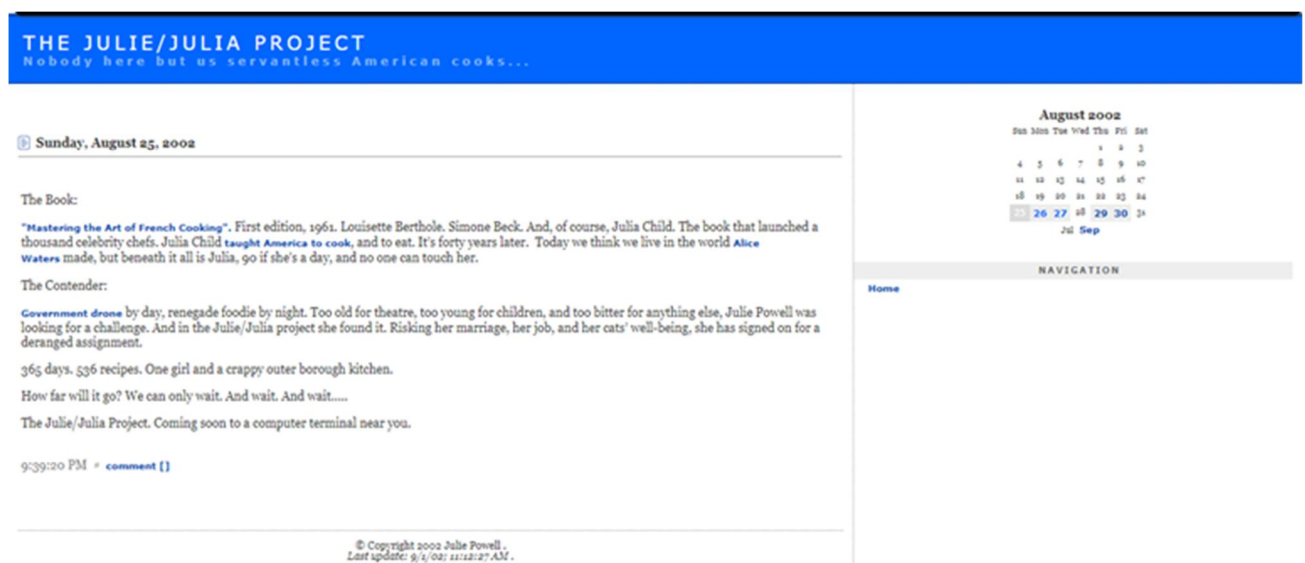 THE JULIE/JULIA PROJECT
Nobody here but us servantless American cooks...
Sunday, August 25, 2002
The Book:
"Mastering the Art of French Cooking". First edition, 1961. Louisette Berthole. Simone Beck. And, of course, Julia Child. The book that launched a
thousand celebrity chefs. Julia Child taught America to cook, and to eat. It's forty years later. Today we think we live in the world Alice
Waters made, but beneath it all is Julia, 90 if she's a day, and no one can touch her.
The Contender:
Government drone by day, renegade foodie by night. Too old for theatre, too young for children, and too bitter for anything else, Julie Powell was
looking for a challenge. And in the Julie/Julia project she found it. Risking her marriage, her job, and her cats' well-being, she has signed on for a
deranged assignment.
365 days. 536 recipes. One girl and a crappy outer borough kitchen.
How far will it go? We can only wait. And wait. And wait.....
The Julie/Julia Project. Coming soon to a computer terminal near you.
9:39:20 PM # comment []
© Copyright 2002 Julie Powell .
Last update: 9/1/02; 11:12:27 AM .
August 2002
Sun Mon Tue Wed Thu Fri Sat
1 2 3
4 5 6 7 8 9 10
11 12 13 14 15 16 17
18 19 20 21 22 23 24
25 26 27 28 29 30 31
Jul Sep
NAVIGATION
Home